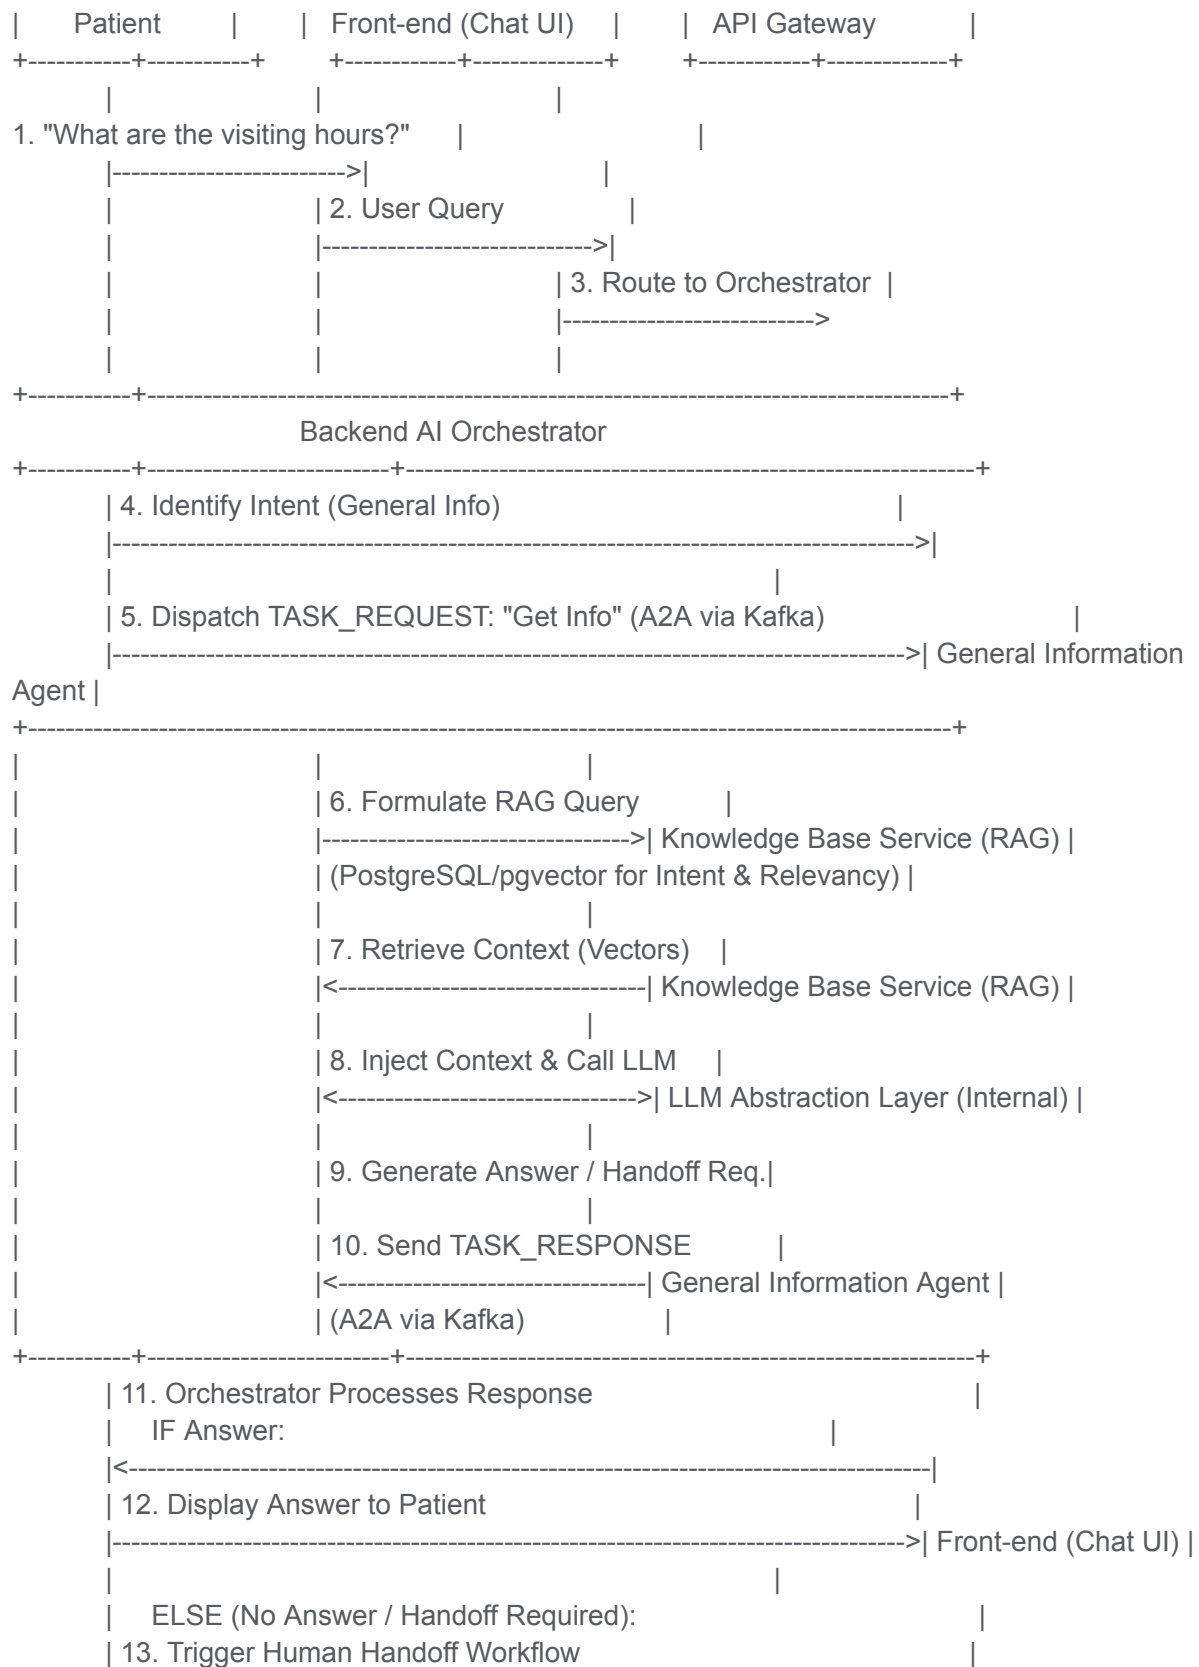 | Patient | | Front-end (Chat UI) | | API Gateway |
+-----------+-----------+ +------------+--------------+ +------------+-------------+
| | |
1. "What are the visiting hours?" | |
|------------------------->| |
| | 2. User Query |
| |----------------------------->|
| | | 3. Route to Orchestrator |
| | |--------------------------->
| | |
+-----------+--------------------------------------------------------------------------------------+
Backend AI Orchestrator
+-----------+--------------------------+-------------------------------------------------------------+
| 4. Identify Intent (General Info) |
|-------------------------------------------------------------------------------------->|
| |
| 5. Dispatch TASK_REQUEST: "Get Info" (A2A via Kafka) |
|------------------------------------------------------------------------------------->| General Information
Agent |
+---------------------------------------------------------------------------------------------------+
| | |
| | 6. Formulate RAG Query |
| |--------------------------------->| Knowledge Base Service (RAG) |
| | (PostgreSQL/pgvector for Intent & Relevancy) |
| | |
| | 7. Retrieve Context (Vectors) |
| |<---------------------------------| Knowledge Base Service (RAG) |
| | |
| | 8. Inject Context & Call LLM |
| |<-------------------------------->| LLM Abstraction Layer (Internal) |
| | |
| | 9. Generate Answer / Handoff Req.|
| | |
| | 10. Send TASK_RESPONSE |
| |<---------------------------------| General Information Agent |
| | (A2A via Kafka) |
+-----------+--------------------------+-------------------------------------------------------------+
| 11. Orchestrator Processes Response |
| IF Answer: |
|<--------------------------------------------------------------------------------------|
| 12. Display Answer to Patient |
|------------------------------------------------------------------------------------->| Front-end (Chat UI) |
| |
| ELSE (No Answer / Handoff Required): |
| 13. Trigger Human Handoff Workflow |